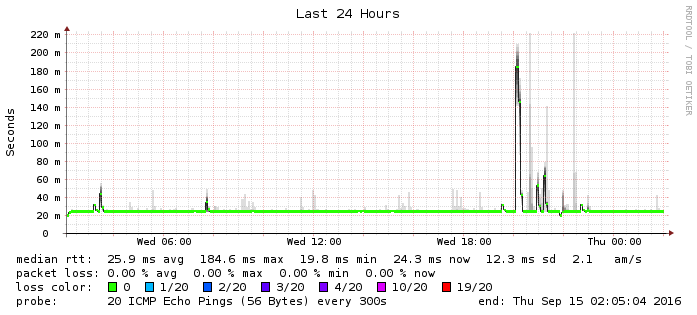 Last 24 Hours
RRDTOOL / TOBI OETIKER
Seconds
220 m
200 m
180 m
160 m
140 m
120 m
100 m
80 m
60 m
40 m
20 m
0
Wed 06:00 Wed 12:00 Wed 18:00 Thu 00:00
median rtt: 25.9 ms avg 184.6 ms max 19.8 ms min 24.3 ms now 12.3 ms sd 2.1 am/s
packet loss: 0.00 % avg 0.00 % max 0.00 % min 0.00 % now
loss color: 0 1/20 2/20 3/20 4/20 10/20 19/20
probe: 20 ICMP Echo Pings (56 Bytes) every 300s end: Thu Sep 15 02:05:04 2016